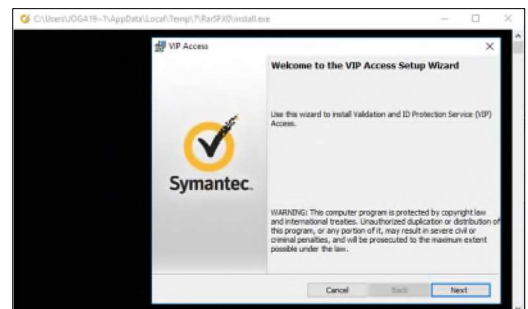 C:\Users\JOGA19~1\AppData\Local\Temp\7\RarSFX0\install.exe
VIP Access
Welcome to the VIP Access Setup Wizard
Use this wizard to install Validation and ID Protection Service (VIP)
Access.
Symantec.
WARNING: This computer program is protected by copyright law
and international treaties. Unauthorized duplication or distribution of
this program, or any portion of it, may result in severe civil or
criminal penalties, and will be prosecuted to the maximum extent
possible under the law.
Cancel Back Next